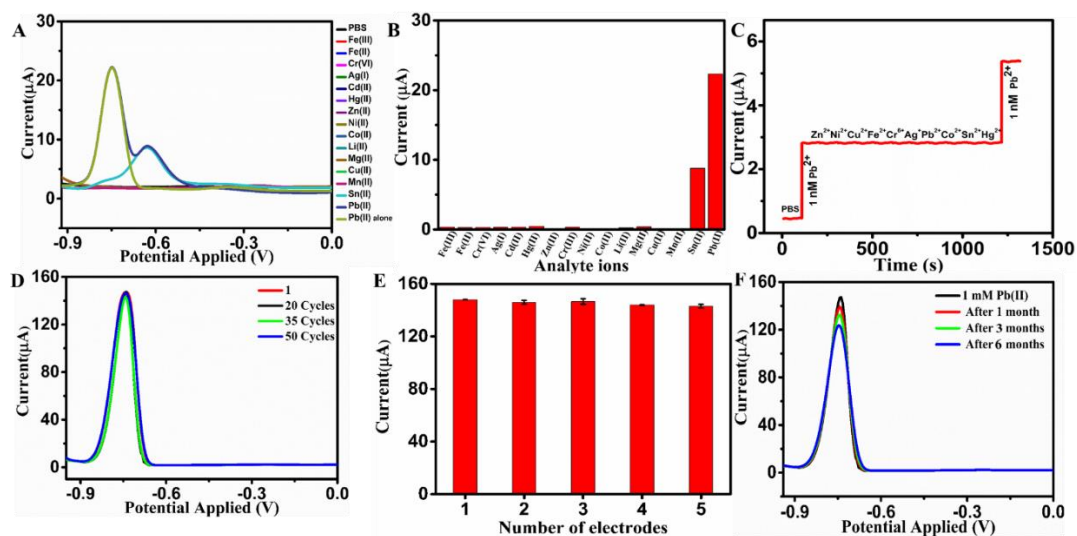 A
Current(μA)
30
20
10
0
-0.9
-0.6
-0.3
0.0
Potential Applied (V)
PBS
Fe(III)
Fe(II)
Cr(VI)
Ag(I)
Cd(II)
Hg(II)
Zn(II)
Ni(II)
Co(II)
Li(II)
Mg(II)
Cu(II)
Mn(II)
Sn(II)
Pb(II)
Pb(II) alone
B
Current (μA)
30
20
10
0
Fe(III)
Fe(II)
Cr(VI)
Ag(I)
Cd(II)
Hg(II)
Zn(II)
Cr(III)
Ni(II)
Co(II)
Li(II)
Mg(II)
Cu(II)
Mn(II)
Sn(II)
Pb(II)
Analyte ions
C
Current (μA)
6
4
2
0
PBS
1 nM Pb2+
Zn2+Ni2+Cu2+Fe2+Cr6+Ag+Pb2+Co2+Sn2+Hg2+
1 nM Pb2+
0
500
1000
1500
Time (s)
D
Current(μA)
160
120
80
40
0
-0.9
-0.6
-0.3
0.0
Potential Applied (V)
1
20 Cycles
35 Cycles
50 Cycles
E
Current(μA)
160
120
80
40
0
1
2
3
4
5
Number of electrodes
F
Current(μA)
160
120
80
40
0
-0.9
-0.6
-0.3
0.0
Potential Applied (V)
1 mM Pb(II)
After 1 month
After 3 months
After 6 months